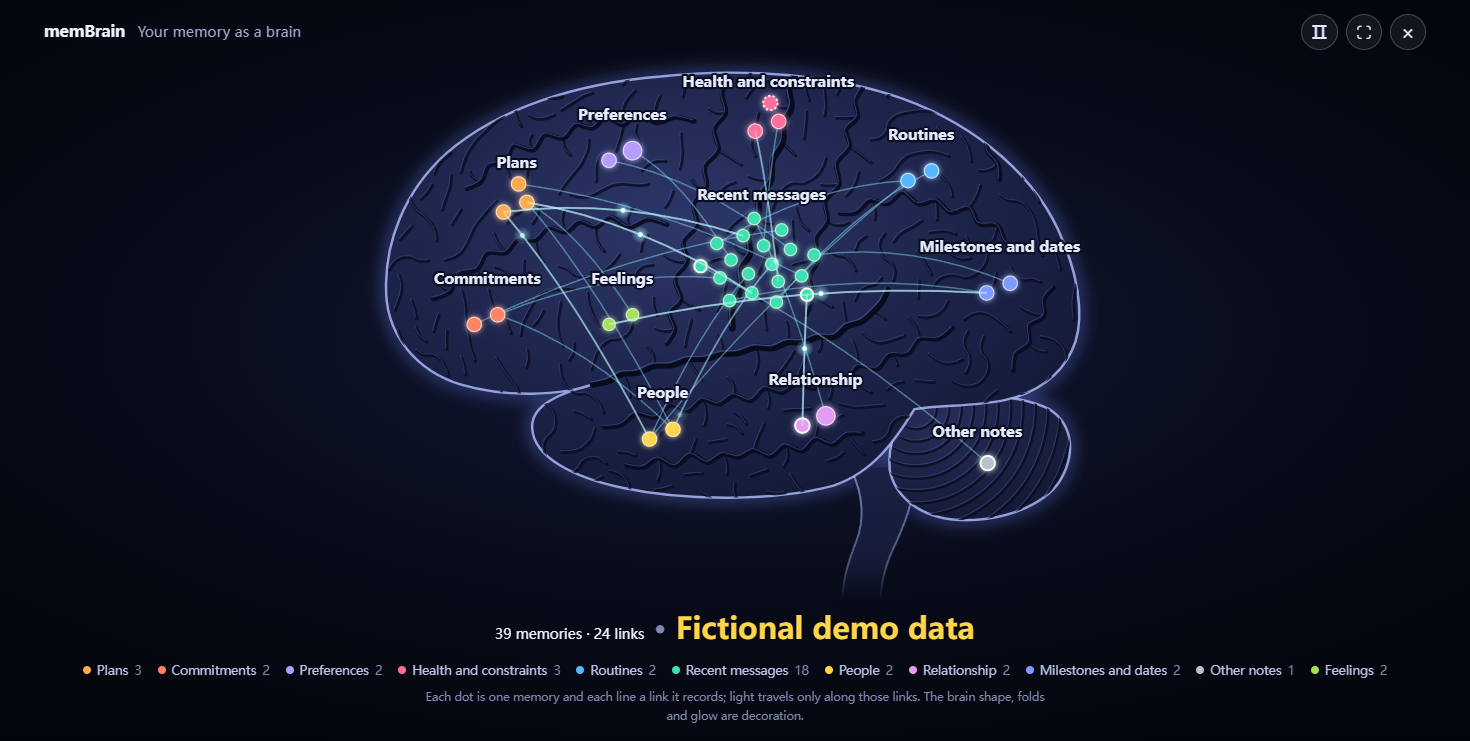 memBrain Your memory as a brain
Health and constraints
Preferences
Routines
Plans
Recent messages
Milestones and dates
Commitments
Feelings
Relationship
People
Other notes
39 memories · 24 links • Fictional demo data
Plans 3 Commitments 2 Preferences 2 Health and constraints 3 Routines 2 Recent messages 18 People 2 Relationship 2 Milestones and dates 2 Other notes 1 Feelings 2
Each dot is one memory and each line a link it records; light travels only along those links. The brain shape, folds
and glow are decoration.